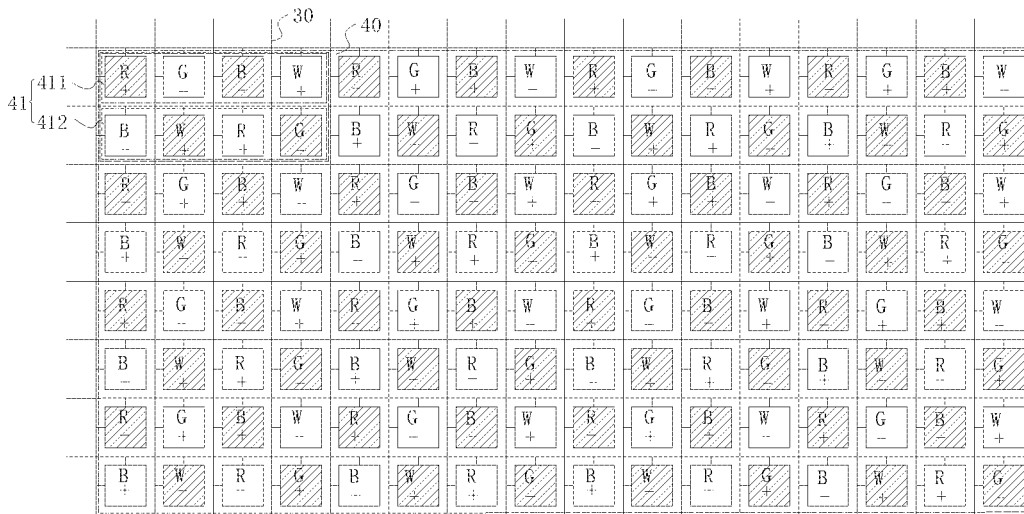 30
40
41
411
412
R G B W R G B W R G B W R G B W
+ − − + − + + − + − − + − + + −
B W R G B W R G B W R G B W R G
− + + − + − − + − + + − + − − +
R G B W R G B W R G B W R G B W
− + + − + − − + − + + − + − − +
B W R G B W R G B W R G B W R G
+ − − + − + + − + − − + − + + −
R G B W R G B W R G B W R G B W
+ − − + − + + − + − − + − + + −
B W R G B W R G B W R G B W R G
− + + − + − − + − + + − + − − +
R G B W R G B W R G B W R G B W
− + + − + − − + − + + − + − − +
B W R G B W R G B W R G B W R G
+ − − + − + + − + − − + − + + −